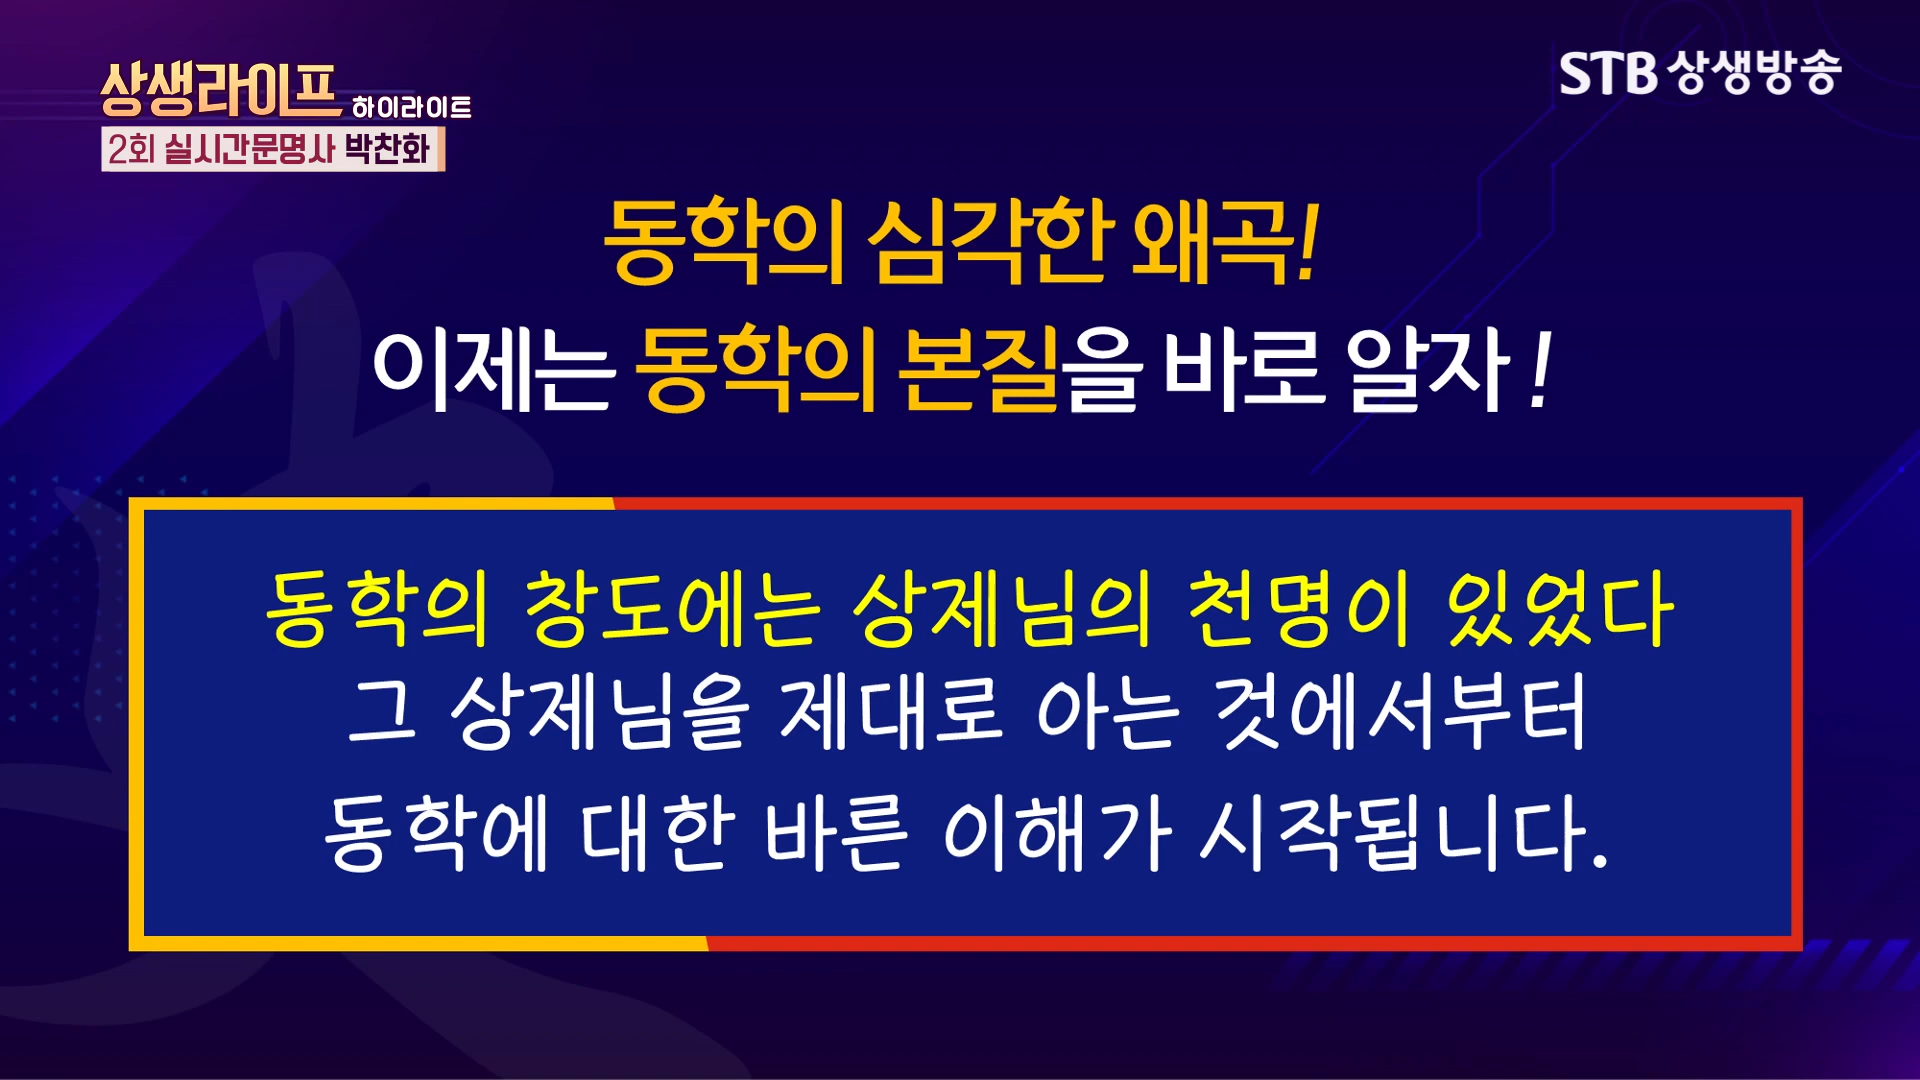 상생라이프 하이라이트
2회 실시간문명사 박찬화
STB 상생방송
동학의 심각한 왜곡!
이제는 동학의 본질을 바로 알자 !
동학의 창도에는 상제님의 천명이 있었다
그 상제님을 제대로 아는 것에서부터
동학에 대한 바른 이해가 시작됩니다.